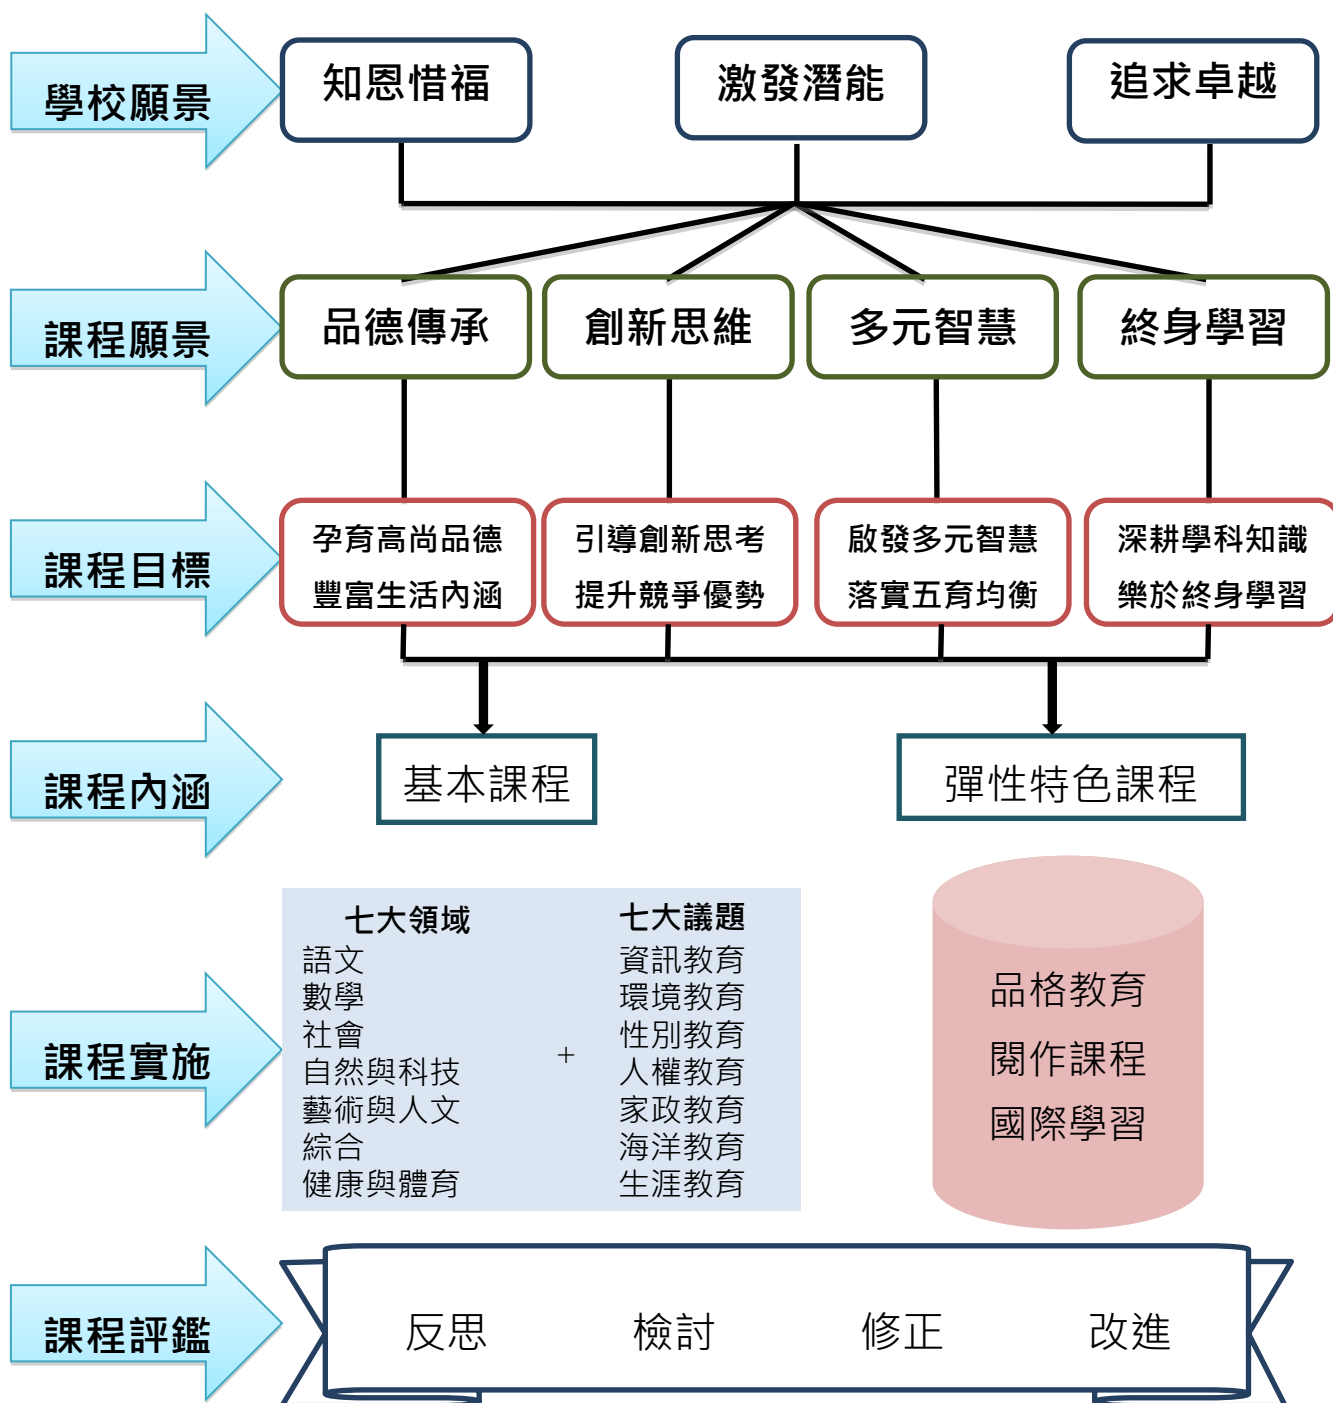 學校願景
知恩惜福
激發潛能
追求卓越
課程願景
品德傳承
創新思維
多元智慧
終身學習
課程目標
孕育高尚品德
豐富生活內涵
引導創新思考
提升競爭優勢
啟發多元智慧
落實五育均衡
深耕學科知識
樂於終身學習
課程內涵
基本課程
彈性特色課程
課程實施
七大領域
語文
數學
社會
自然與科技
藝術與人文
綜合
健康與體育
+
七大議題
資訊教育
環境教育
性別教育
人權教育
家政教育
海洋教育
生涯教育
品格教育
閱作課程
國際學習
課程評鑑
反思 檢討 修正 改進